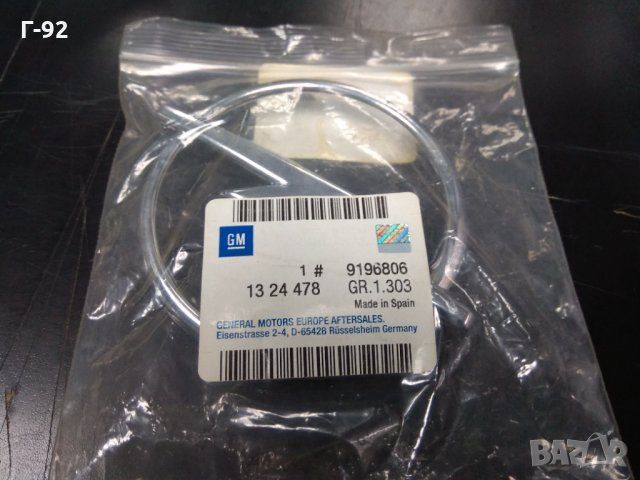 Г-92
GM
1 # 9196806
13 24 478 GR.1.303
Made in Spain
GENERAL MOTORS EUROPE AFTERSALES.
Eisenstrasse 2-4, D-65428 Rüsselsheim Germany
BAZAR